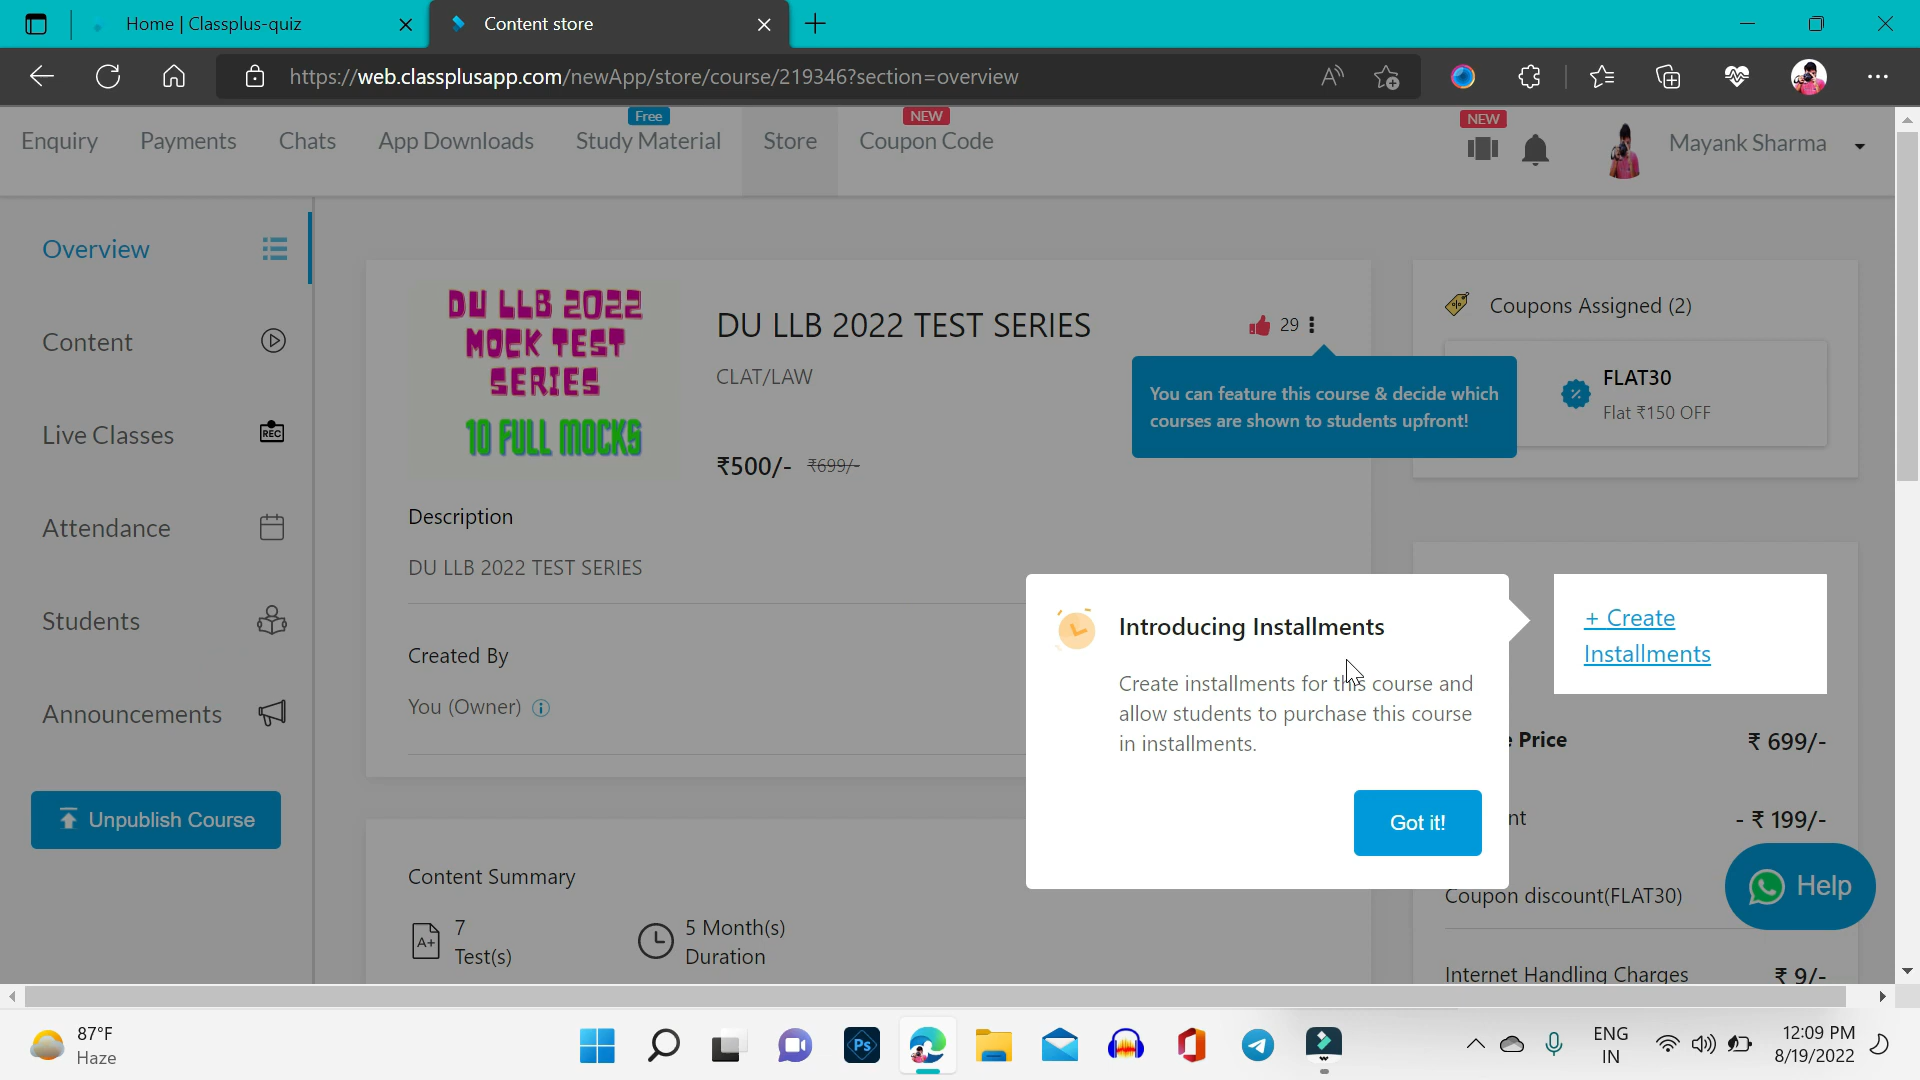 Home | Classplus-quiz
Content store
https://web.classplusapp.com/newApp/store/course/219346?section=overview
Enquiry
Payments
Chats
App Downloads
Free
Study Material
Store
NEW
Coupon Code
NEW
Mayank Sharma
Overview
Content
Live Classes
REC
Attendance
Students
Announcements
Unpublish Course
DU LLB 2022
MOCK TEST
SERIES
10 FULL MOCKS
DU LLB 2022 TEST SERIES
29
CLAT/LAW
₹500/- ₹699/-
You can feature this course & decide which
courses are shown to students upfront!
Description
DU LLB 2022 TEST SERIES
Created By
You (Owner)
Content Summary
A+
7
Test(s)
5 Month(s)
Duration
Coupons Assigned (2)
FLAT30
Flat ₹150 OFF
Introducing Installments
Create installments for this course and
allow students to purchase this course
in installments.
Got it!
+ Create
Installments
Price ₹ 699/-
nt - ₹ 199/-
Coupon discount(FLAT30)
Help
Internet Handling Charges ₹ 9/-
87°F
Haze
Ps
ENG
IN
12:09 PM
8/19/2022